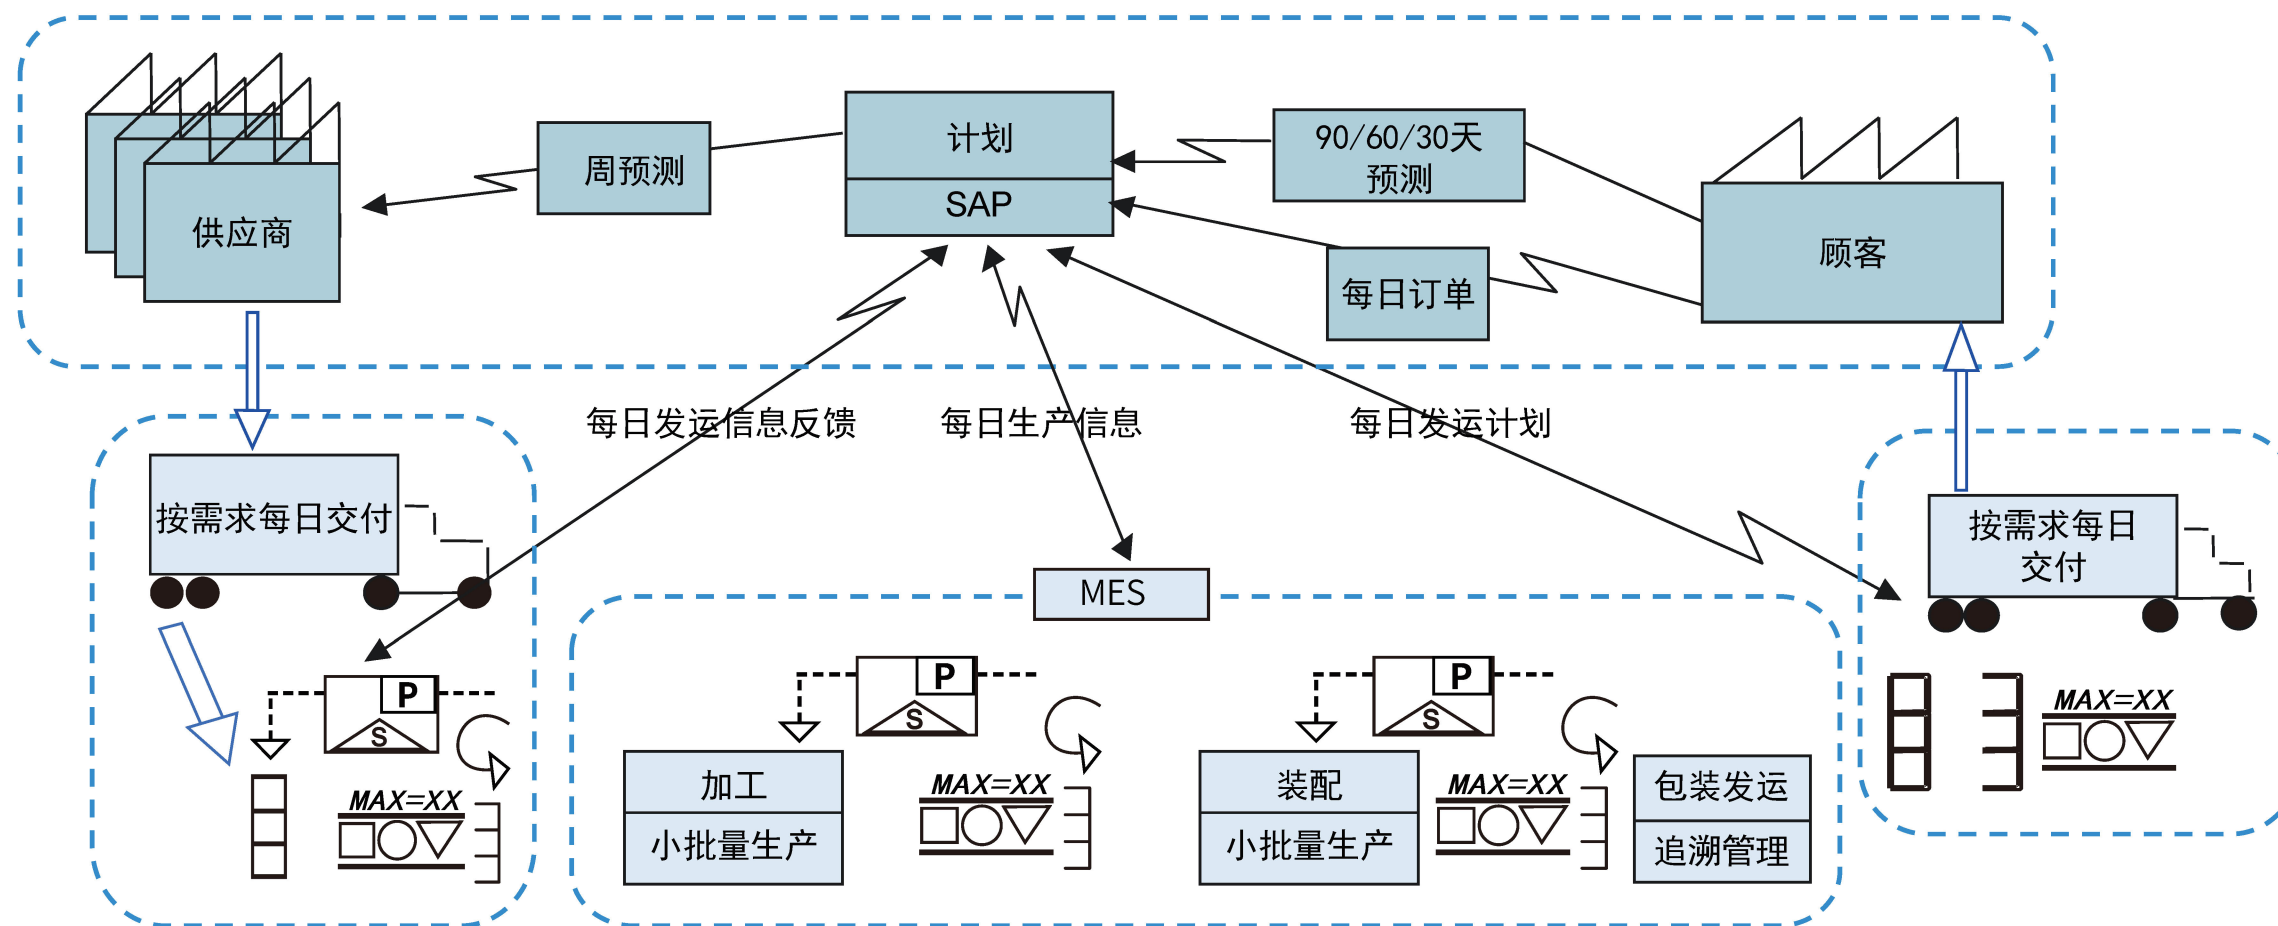 供应商
周预测
计划
SAP
90/60/30天
预测
每日订单
顾客
每日发运信息反馈
每日生产信息
每日发运计划
按需求每日交付
按需求每日
交付
MES
P
S
MAX=XX
P
S
加工
小批量生产
MAX=XX
P
S
装配
小批量生产
MAX=XX
包装发运
追溯管理
MAX=XX